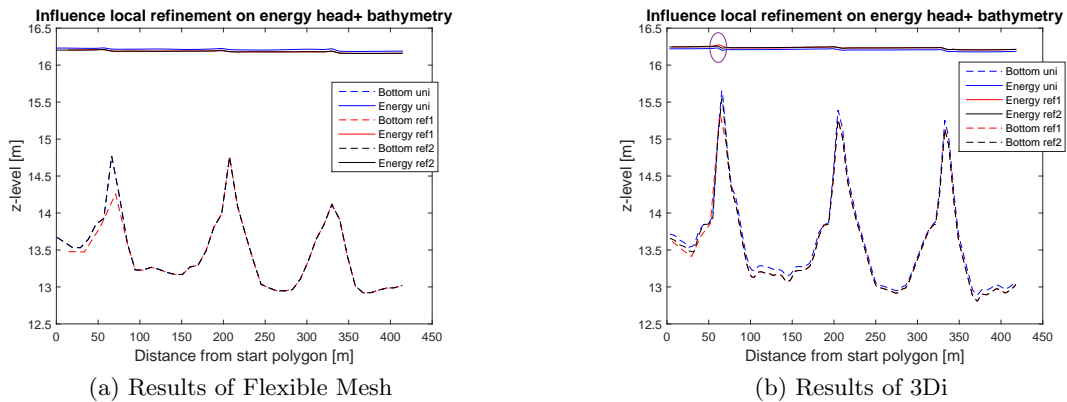 Influence local refinement on energy head+ bathymetry
16.5
16
15.5
15
14.5
14
13.5
13
12.5
z-level [m]
0 50 100 150 200 250 300 350 400 450
Distance from start polygon [m]
Bottom uni
Energy uni
Bottom ref1
Energy ref1
Bottom ref2
Energy ref2
(a) Results of Flexible Mesh
Influence local refinement on energy head+ bathymetry
16.5
16
15.5
15
14.5
14
13.5
13
12.5
z-level [m]
0 50 100 150 200 250 300 350 400 450
Distance from start polygon [m]
Bottom uni
Energy uni
Energy ref1
Energy ref2
Bottom ref1
Bottom ref2
(b) Results of 3Di